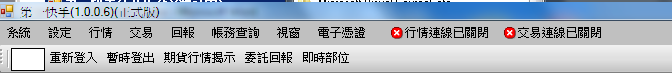 第一快手(1.0.0.6)(正式版)
系統 設定 行情 交易 回報 帳務查詢 視窗 電子憑證 行情連線已關閉 交易連線已關閉
重新登入 暫時登出 期貨行情揭示 委託回報 即時部位